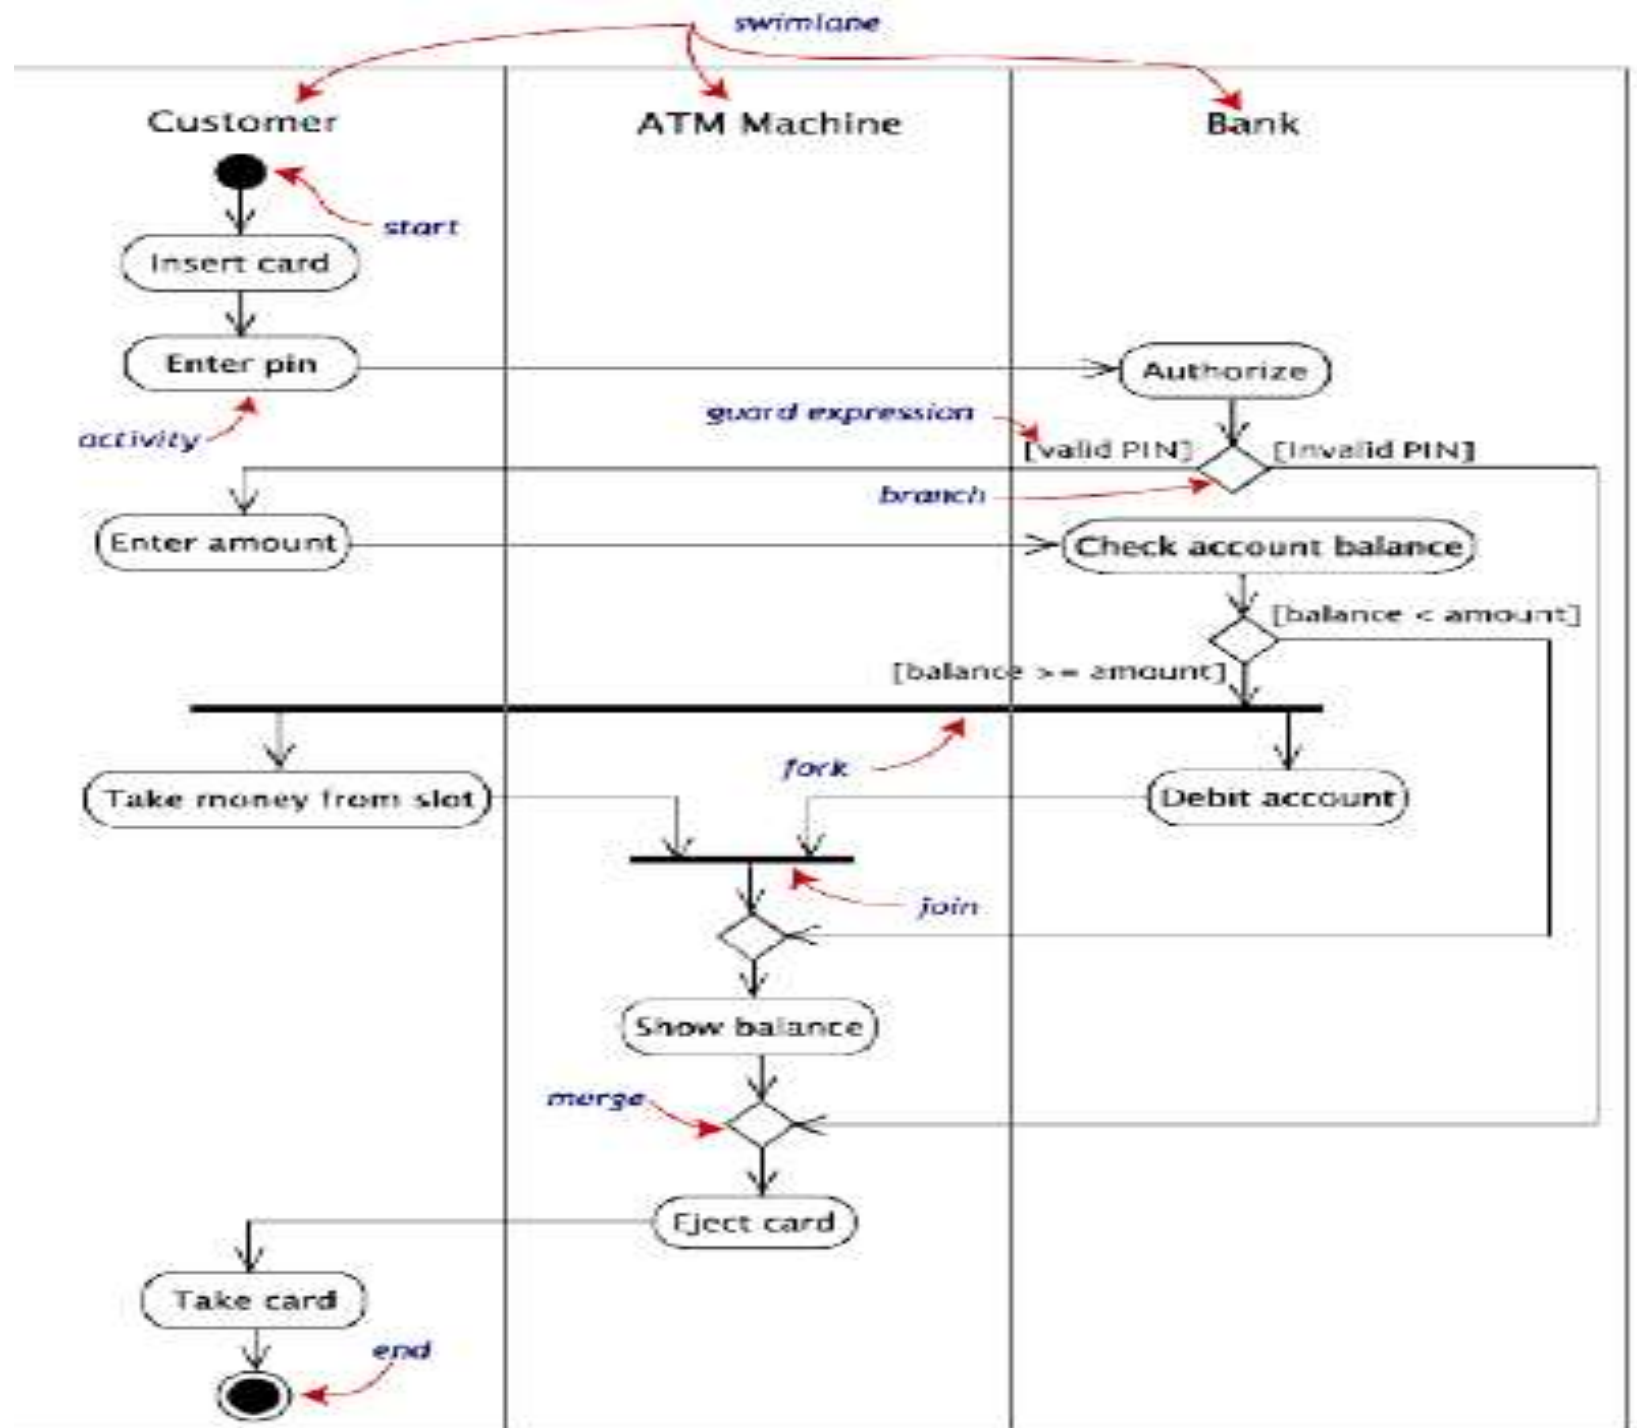 swimlane
Customer ATM Machine Bank
start
Insert card
Enter pin
Authorize
guard expression
activity
[valid PIN] [Invalid PIN]
branch
Enter amount
Check account balance
[balance < amount]
[balance >= amount]
fork
Take money from slot
Debit account
join
Show balance
merge
Eject card
Take card
end